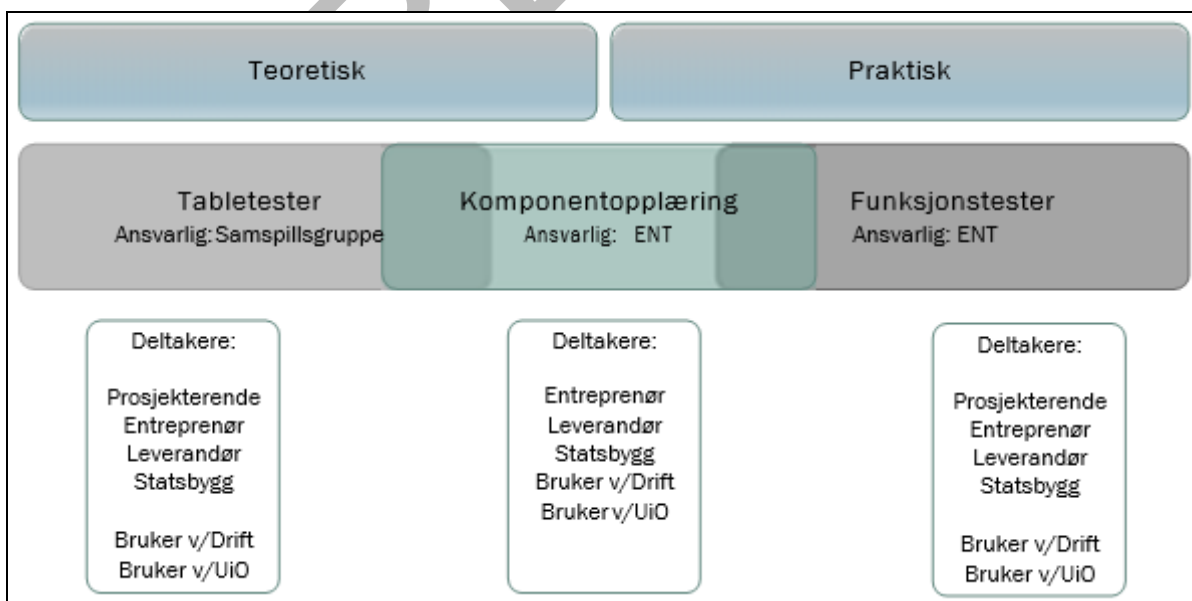 Teoretisk
Praktisk
Tabletester
Ansvarlig: Samspillsgruppe
Komponentopplæring
Ansvarlig: ENT
Funksjonstester
Ansvarlig: ENT
Deltakere:
Prosjekterende
Entreprenør
Leverandør
Statsbygg
Bruker v/Drift
Bruker v/UiO
Deltakere:
Entreprenør
Leverandør
Statsbygg
Bruker v/Drift
Bruker v/UiO
Deltakere:
Prosjekterende
Entreprenør
Leverandør
Statsbygg
Bruker v/Drift
Bruker v/UiO